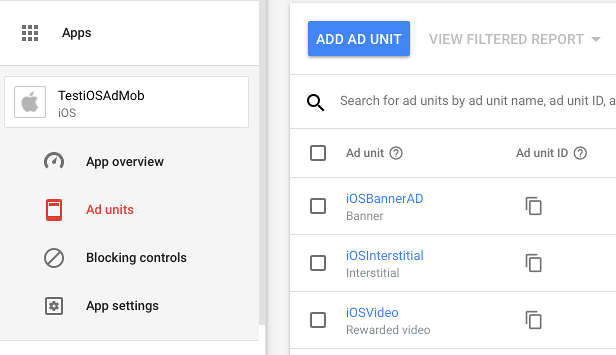 Apps
TestiOSAdMob
iOS
App overview
Ad units
Blocking controls
App settings
ADD AD UNIT VIEW FILTERED REPORT
Search for ad units by ad unit name, ad unit ID, a
Ad unit Ad unit ID
iOSBannerAD
Banner
iOSInterstitial
Interstitial
iOSVideo
Rewarded video